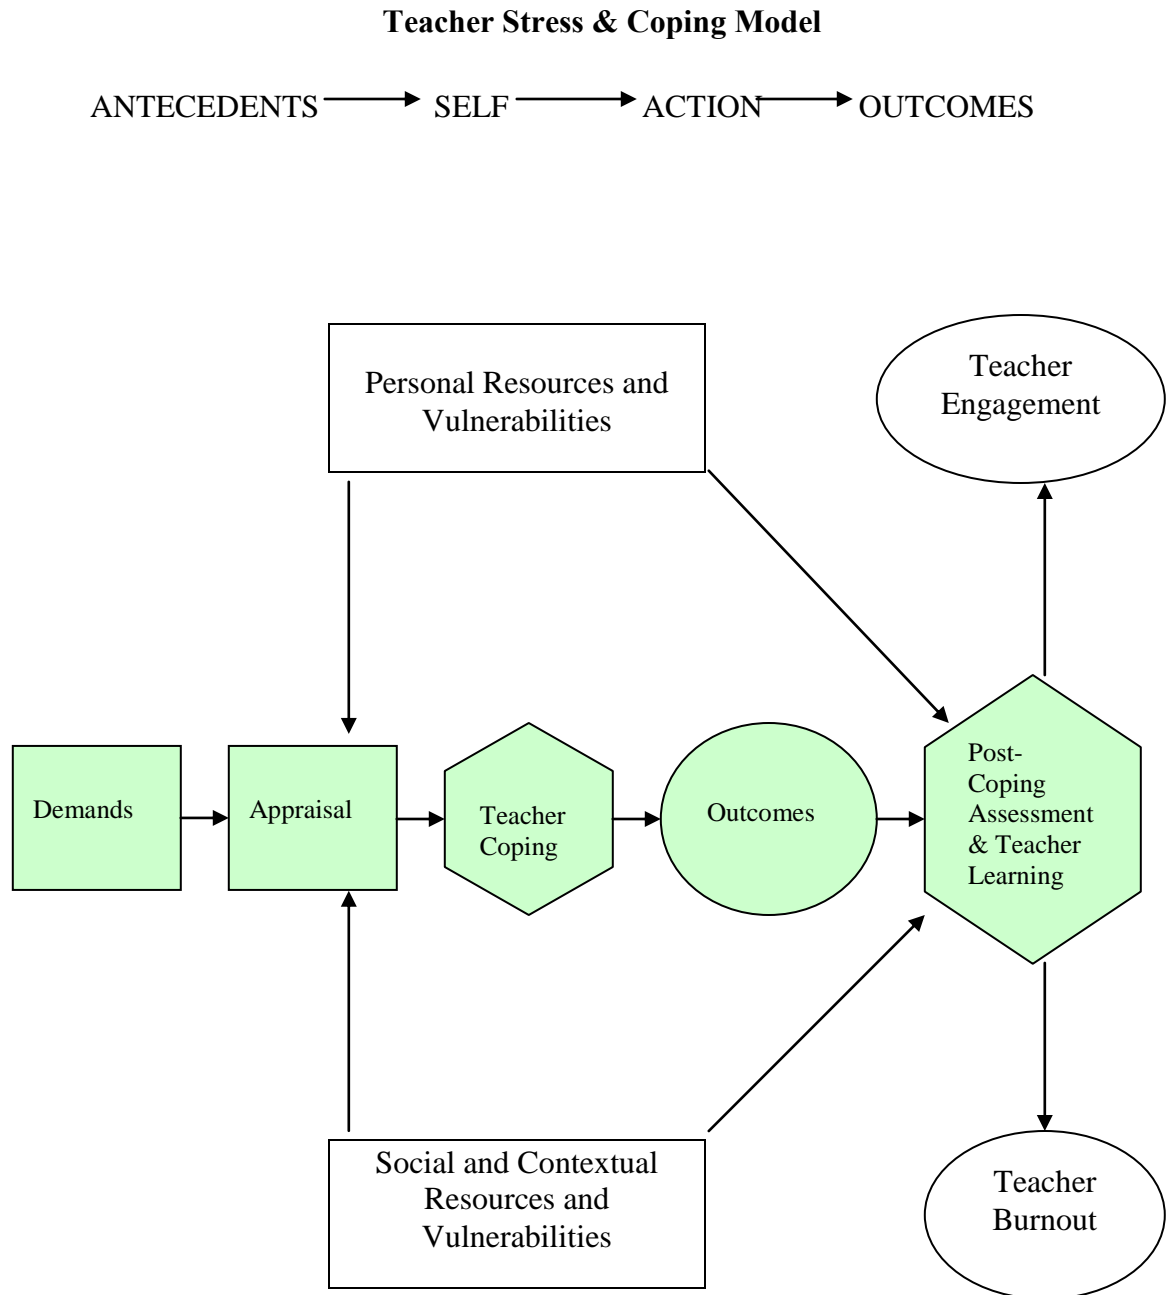 Teacher Stress & Coping Model
ANTECEDENTS SELF ACTION OUTCOMES
Personal Resources and
Vulnerabilities
Teacher
Engagement
Demands
Appraisal
Teacher
Coping
Outcomes
Post-
Coping
Assessment
& Teacher
Learning
Social and Contextual
Resources and
Vulnerabilities
Teacher
Burnout